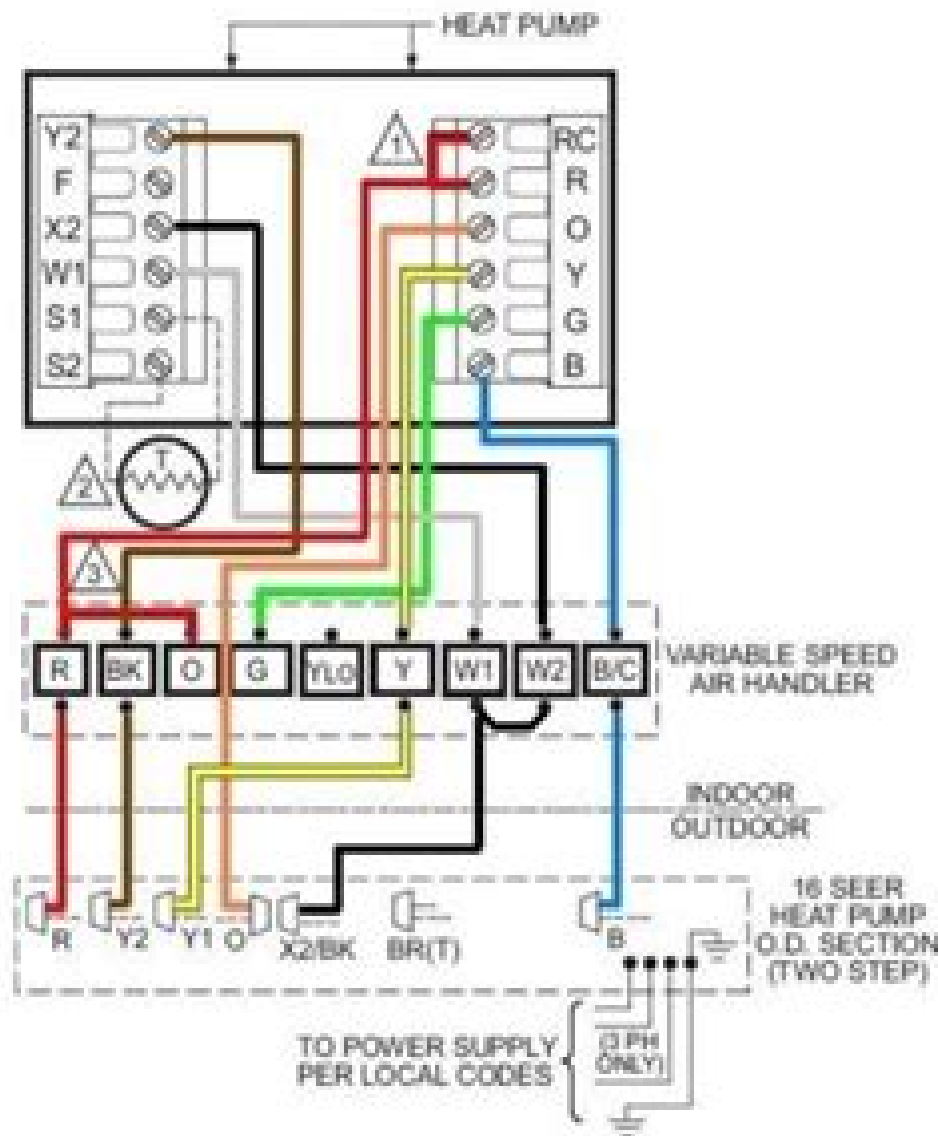 HEAT PUMP
Y2
F
X2
W1
S1
S2
1
RC
R
O
Y
G
B
T
2
3
R
BK
O
G
YLO
Y
W1
W2
B/C
VARIABLE SPEED
AIR HANDLER
INDOOR
OUTDOOR
R
Y2
Y1
O
X2/BK
BR(T)
B
16 SEER
HEAT PUMP
O.D. SECTION
(TWO STEP)
TO POWER SUPPLY
PER LOCAL CODES
(3 PH
ONLY)